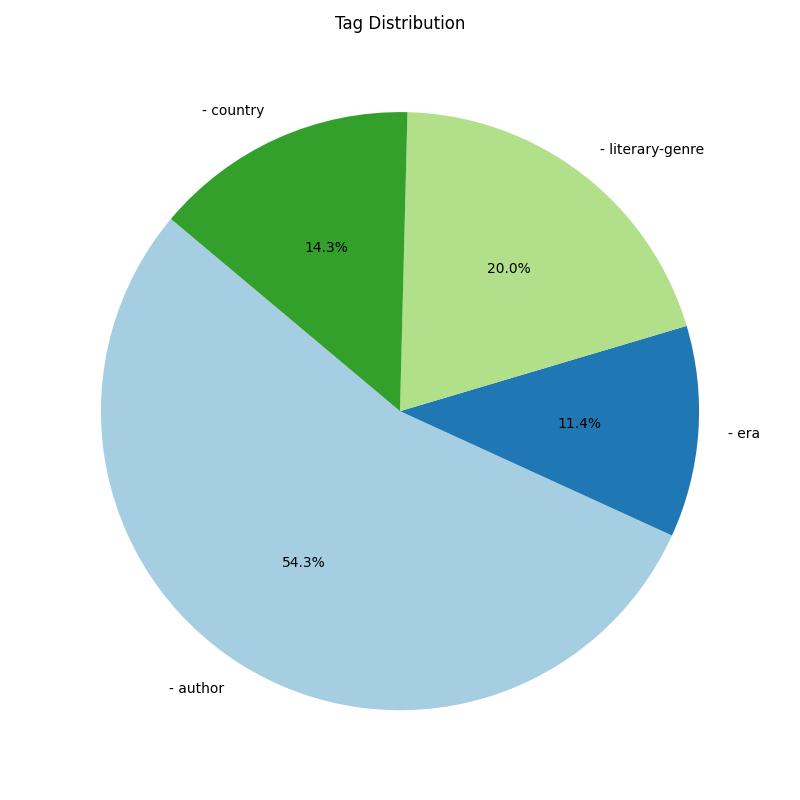 Tag Distribution
- country
- literary-genre
14.3%
20.0%
11.4%
- era
54.3%
- author